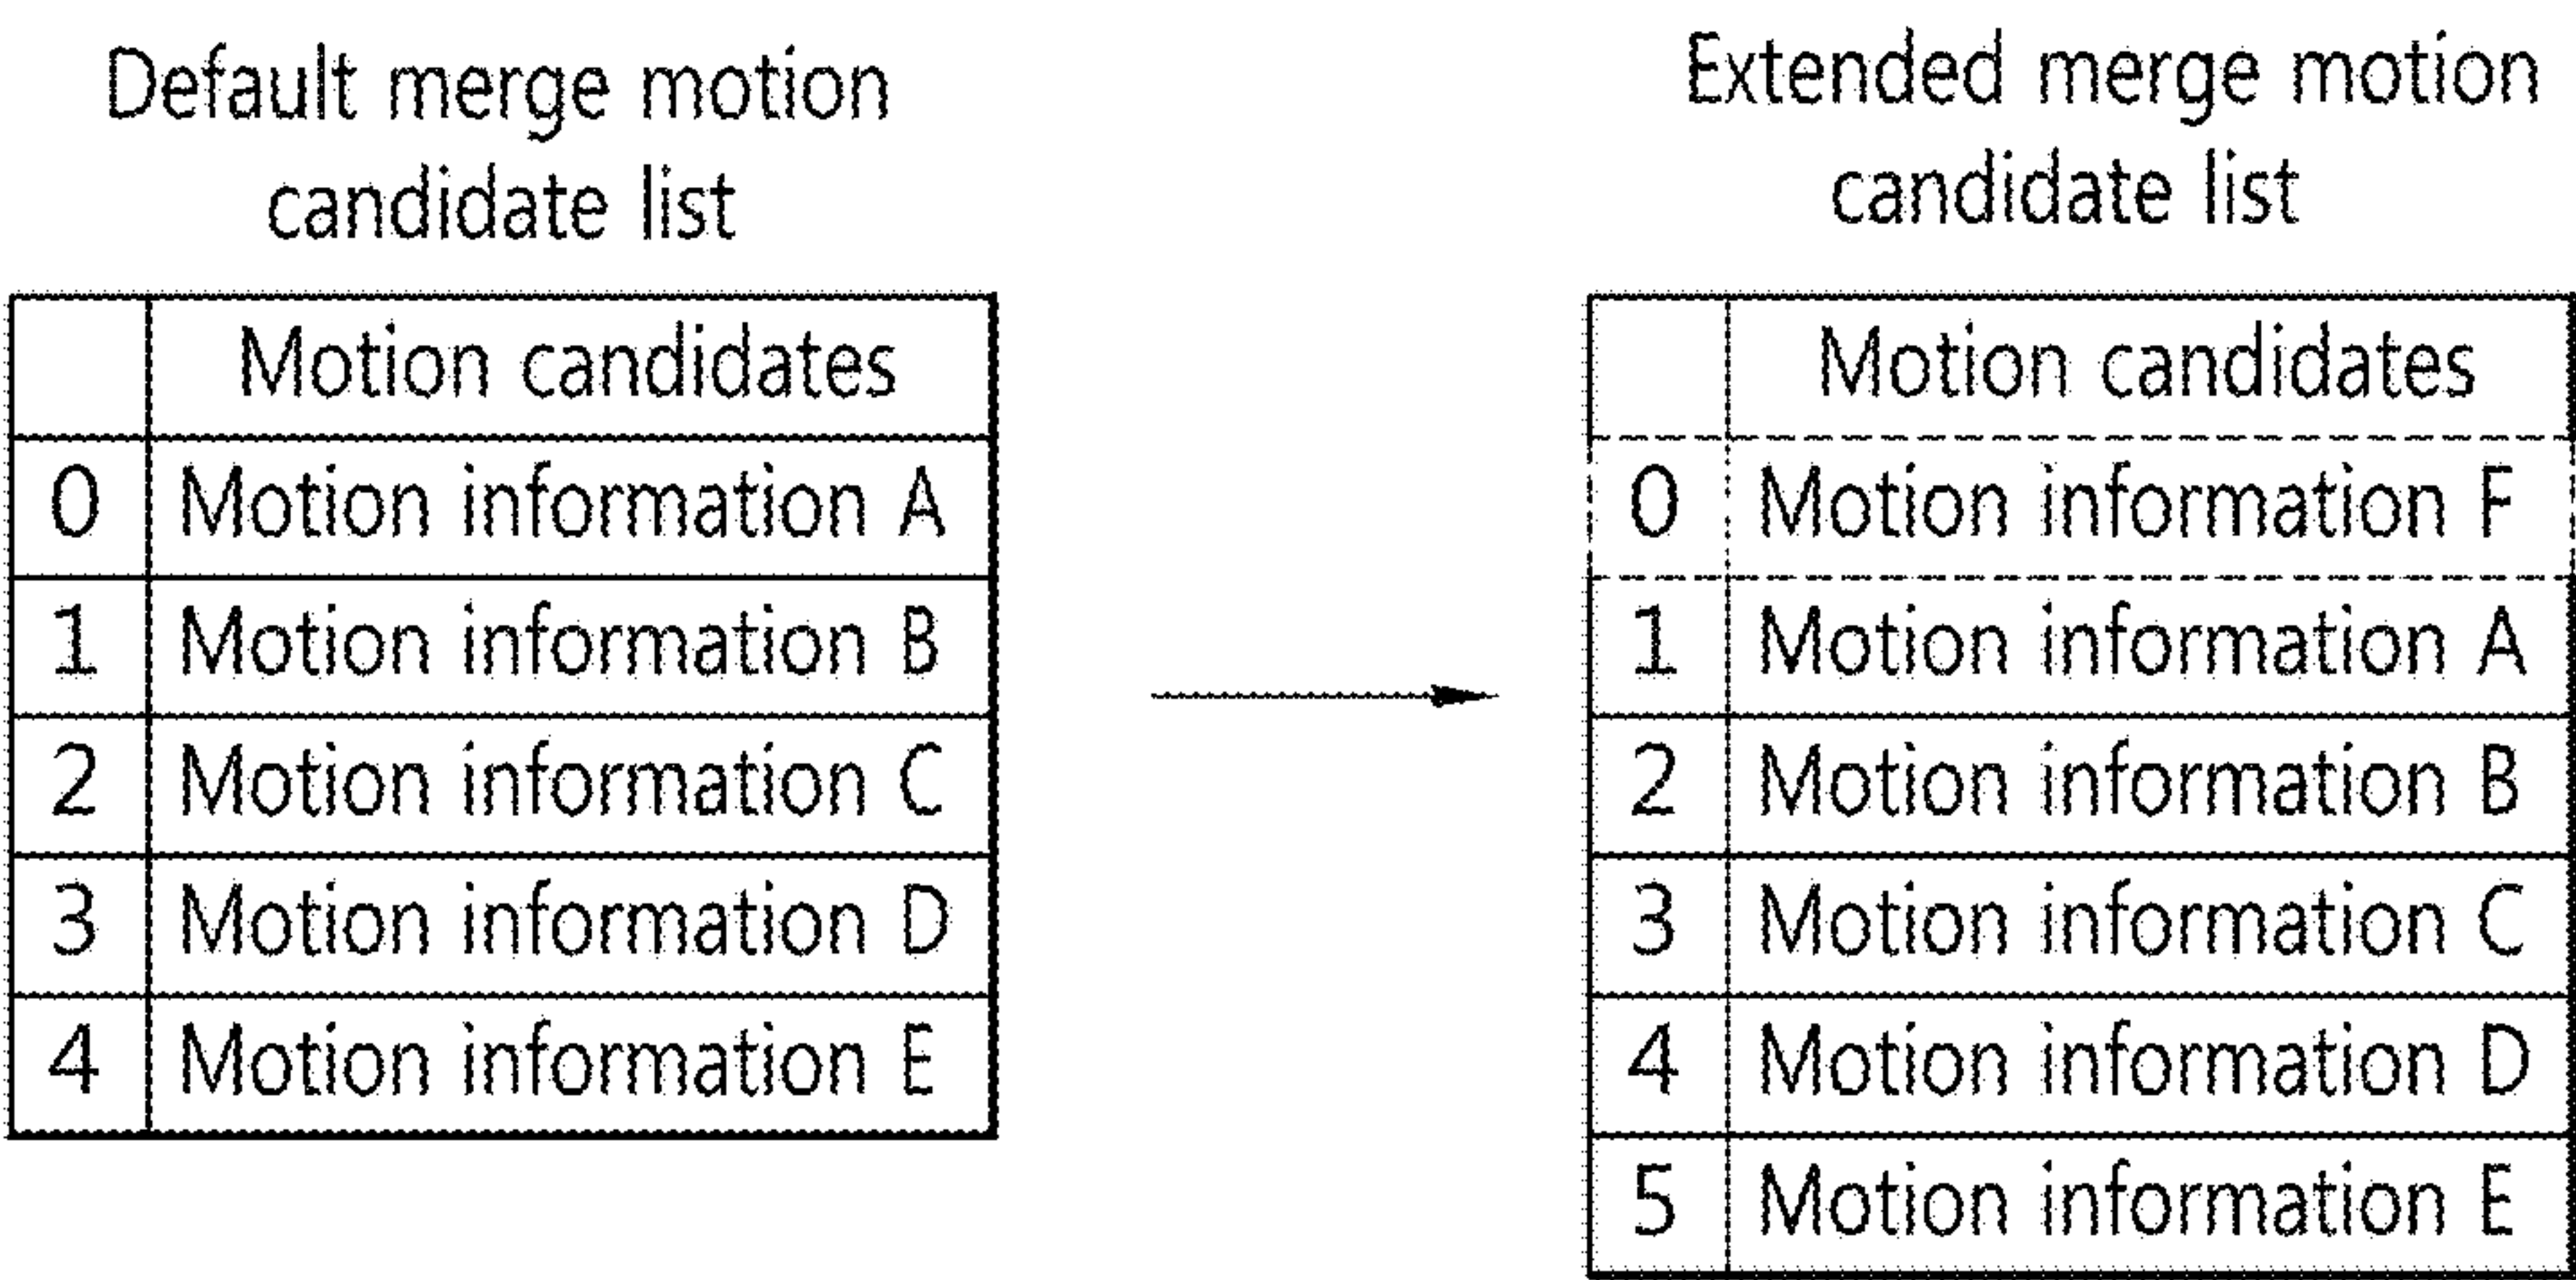 Default merge motion
candidate list
Motion candidates
0 Motion information A
1 Motion information B
2 Motion information C
3 Motion information D
4 Motion information E
Extended merge motion
candidate list
Motion candidates
0 Motion information F
1 Motion information A
2 Motion information B
3 Motion information C
4 Motion information D
5 Motion information E